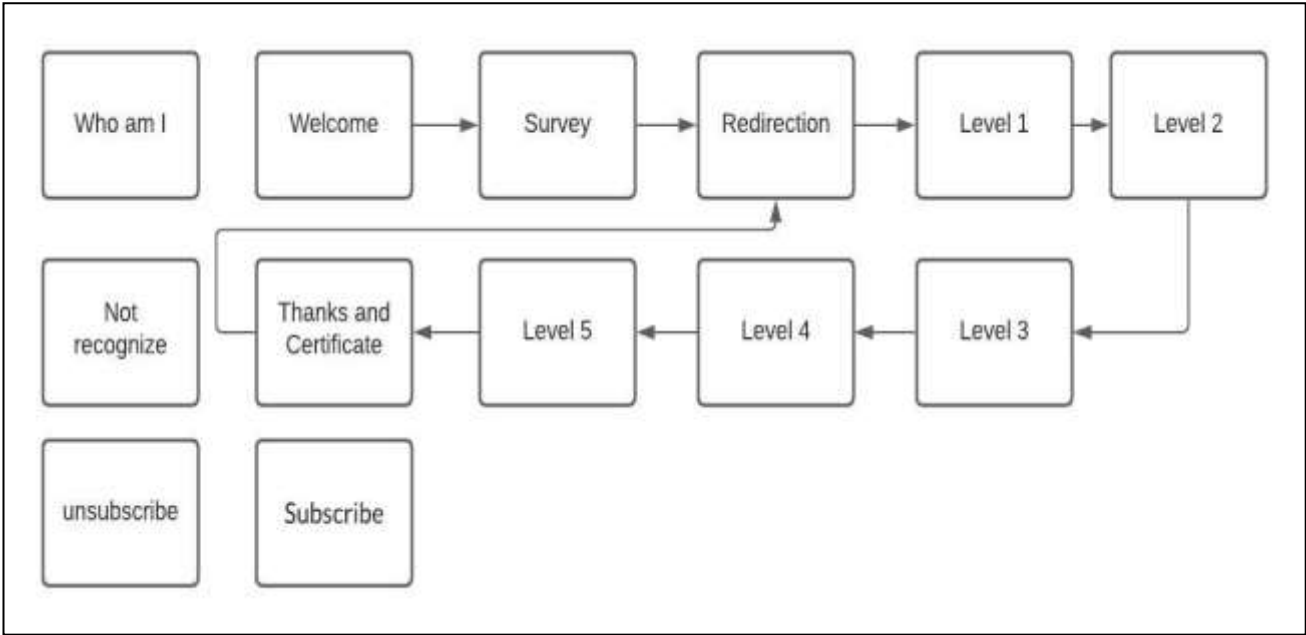 Who am I
Welcome
Survey
Redirection
Level 1
Level 2
Not
recognize
Thanks and
Certificate
Level 5
Level 4
Level 3
unsubscribe
Subscribe